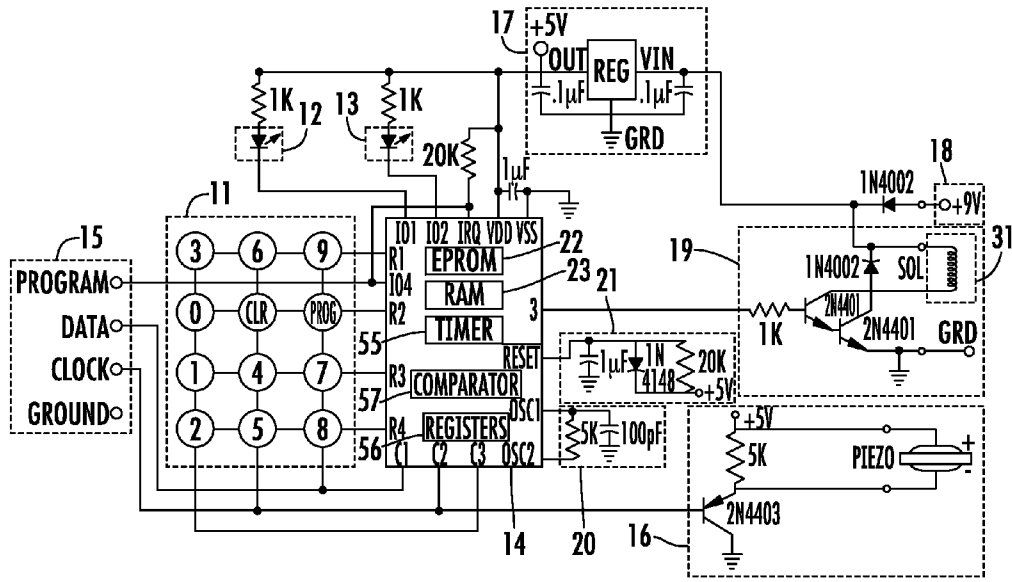 17
+5V
OUT
REG
VIN
.1µF
.1µF
GRD
1K
12
13
1K
20K
1µF
18
1N4002
+9V
11
IO1 IO2 IRQ VDD VSS
15
3 6 9
R1
EPROM
22
19
31
PROGRAM
IO4
RAM
23
1N4002
SOL
DATA
0 CLR PROG
R2
TIMER
55
3
21
1K
2N4401
2N4401
GRD
CLOCK
1 4 7
R3
COMPARATOR
57
RESET
1µF
1N
4148
20K
+5V
GROUND
2 5 8
R4
REGISTERS
56
OSC1
5K
100pF
C1 C2 C3 OSC2
+5V
5K
PIEZO
+
-
14
20
16
2N4403